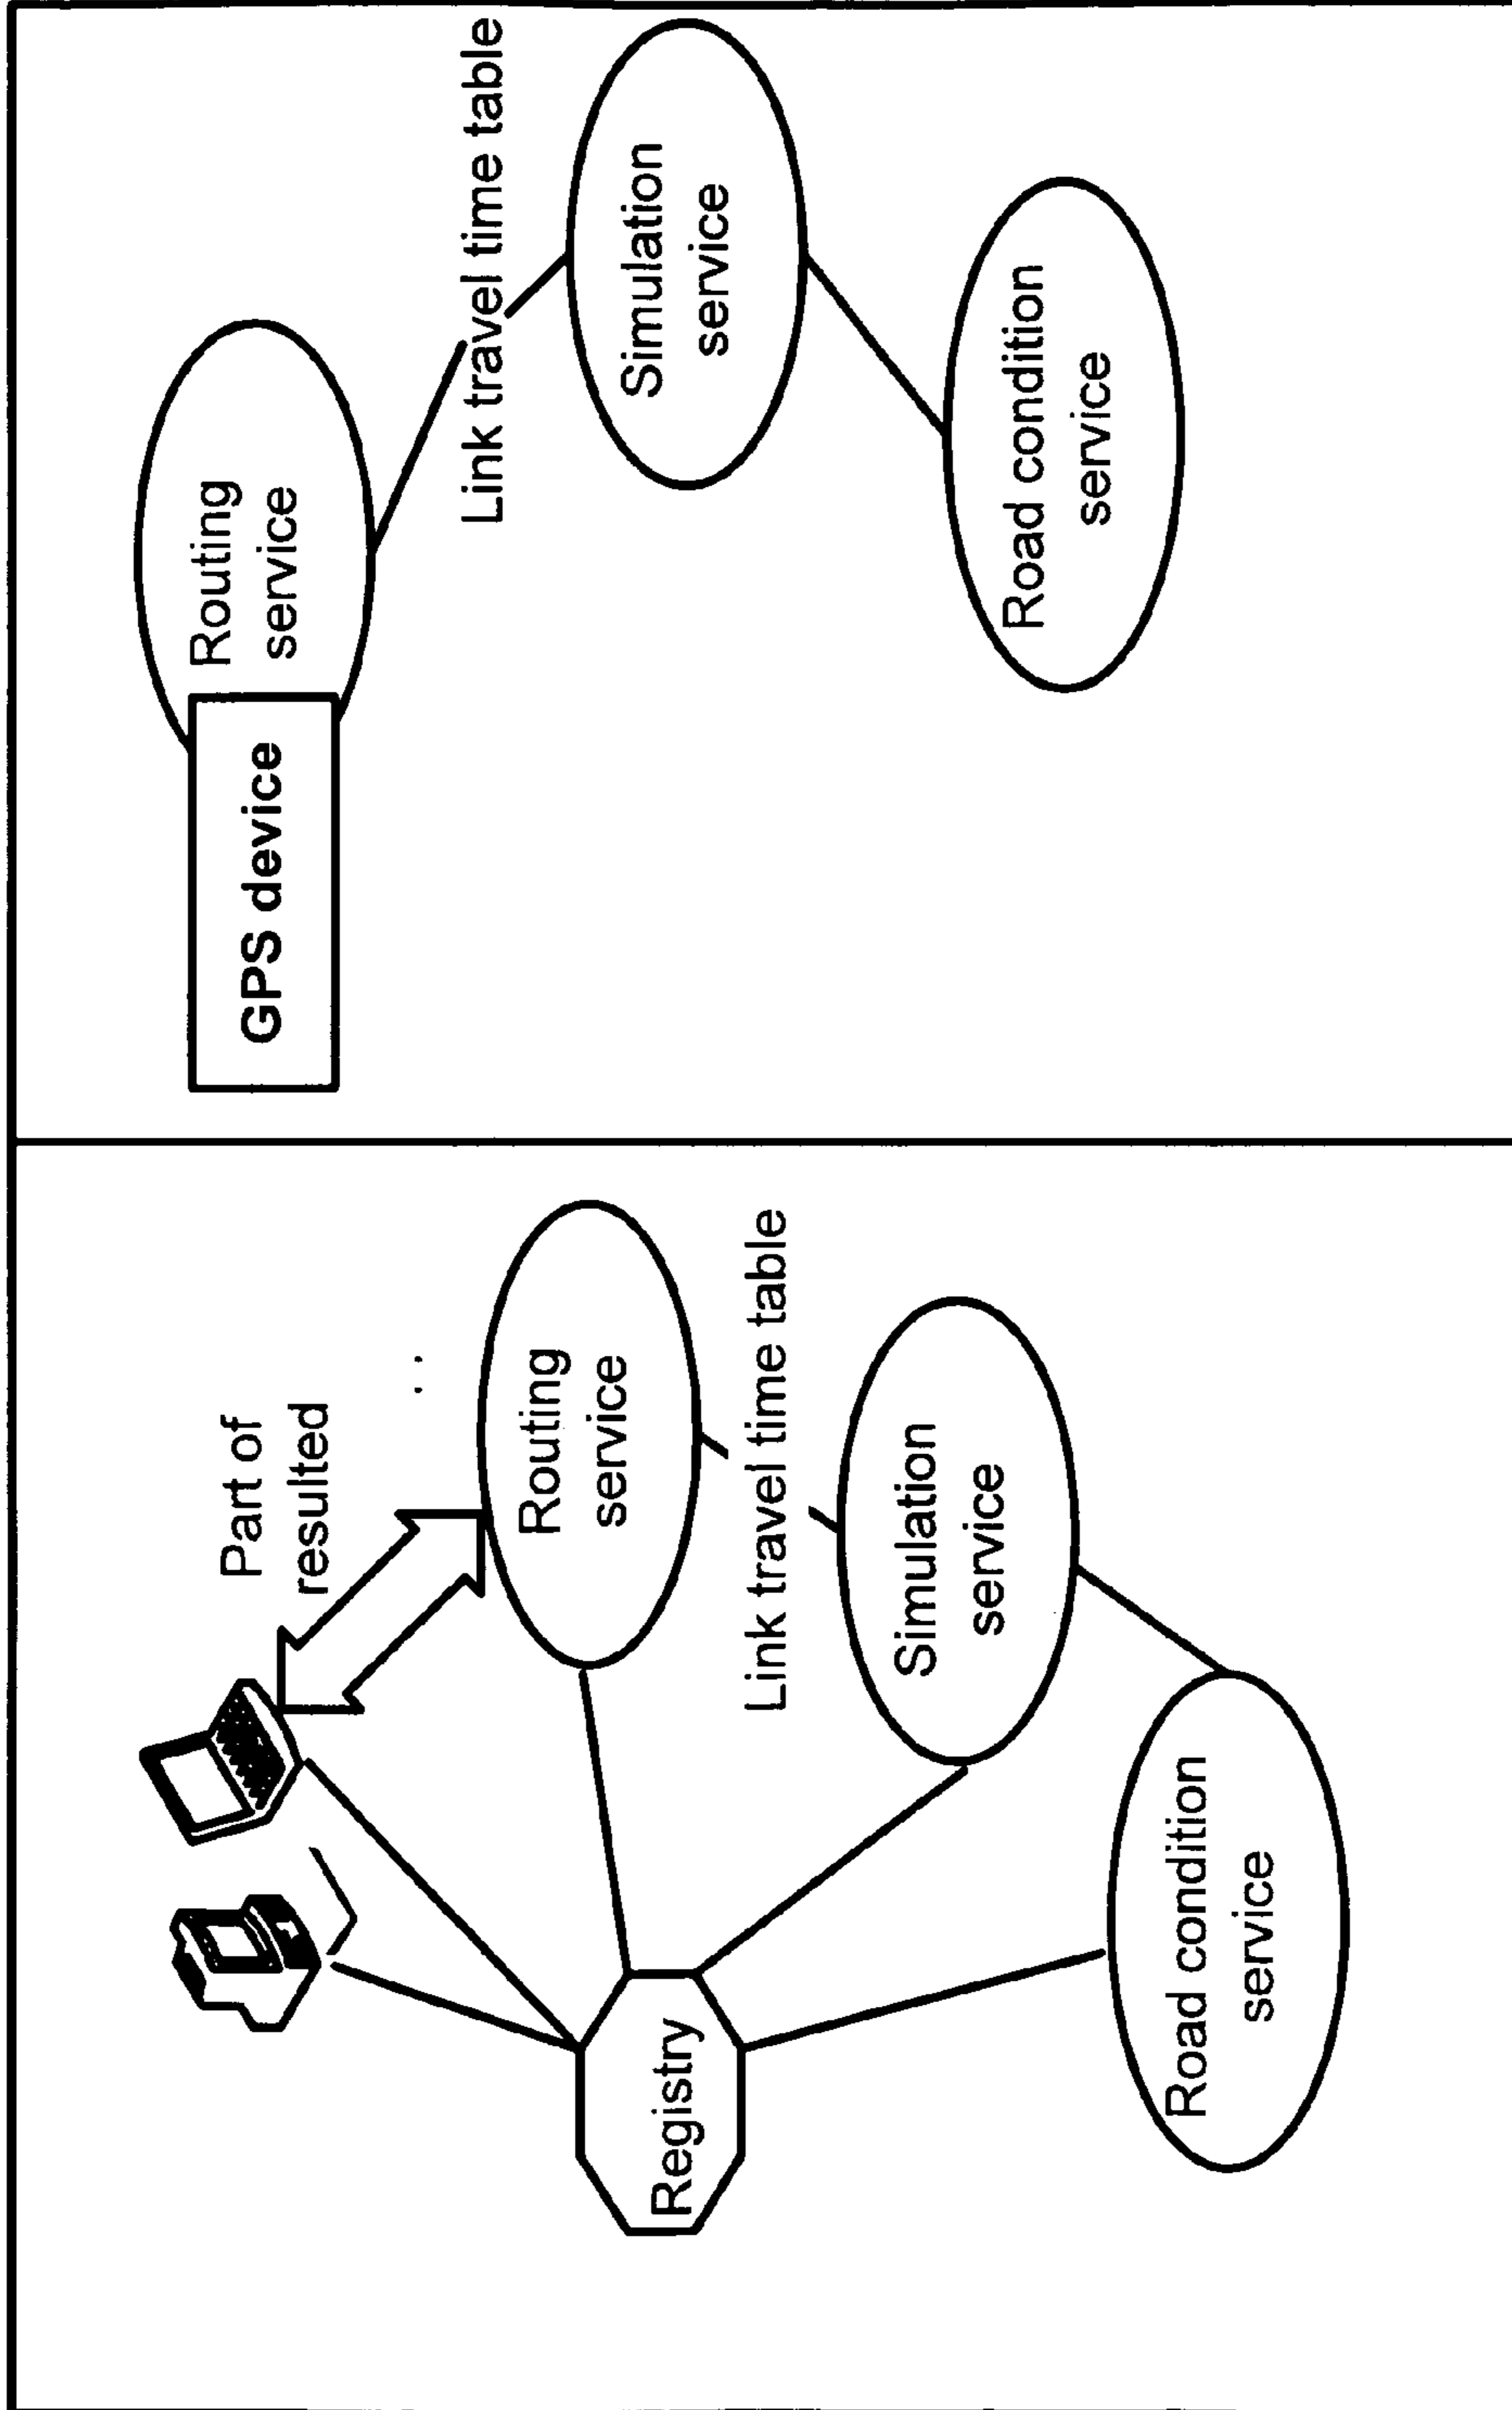 Part of
resulted
Routing
service
Registry
Link travel time table
Simulation
service
Road condition
service
GPS device
Routing
service
Link travel time table
Simulation
service
Road condition
service